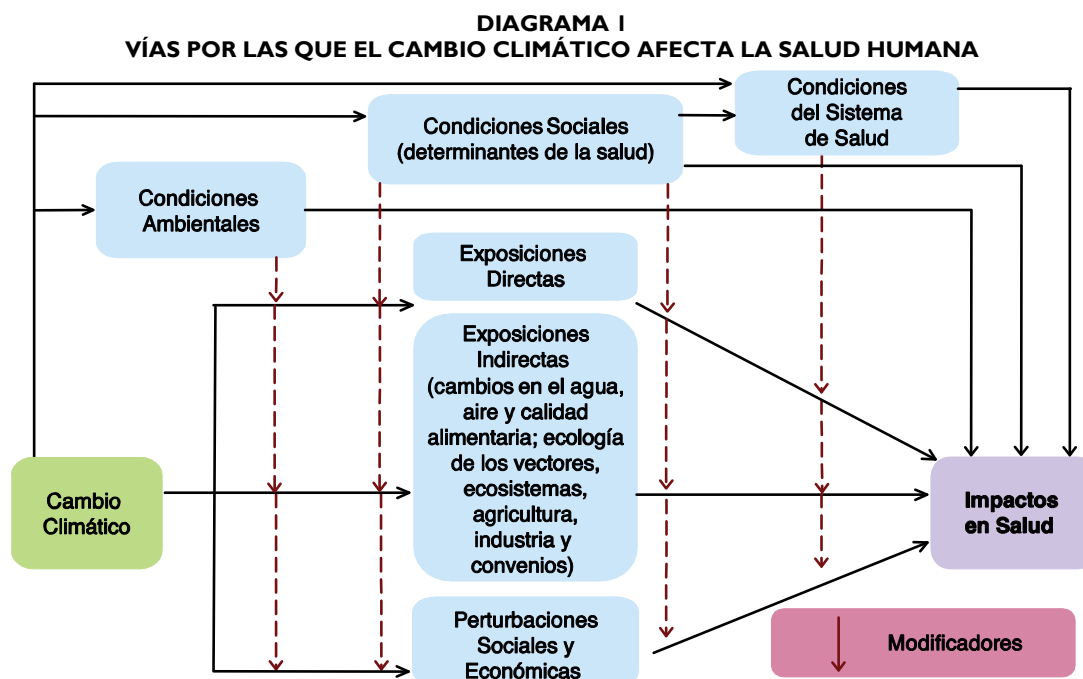 DIAGRAMA 1
VÍAS POR LAS QUE EL CAMBIO CLIMÁTICO AFECTA LA SALUD HUMANA
Condiciones
del Sistema
de Salud
Condiciones Sociales
(determinantes de la salud)
Condiciones
Ambientales
Exposiciones
Directas
Exposiciones
Indirectas
(cambios en el agua,
aire y calidad
alimentaria; ecología
de los vectores,
ecosistemas,
agricultura,
industria y
convenios)
Cambio
Climático
Impactos
en Salud
Perturbaciones
Sociales y
Económicas
Modificadores